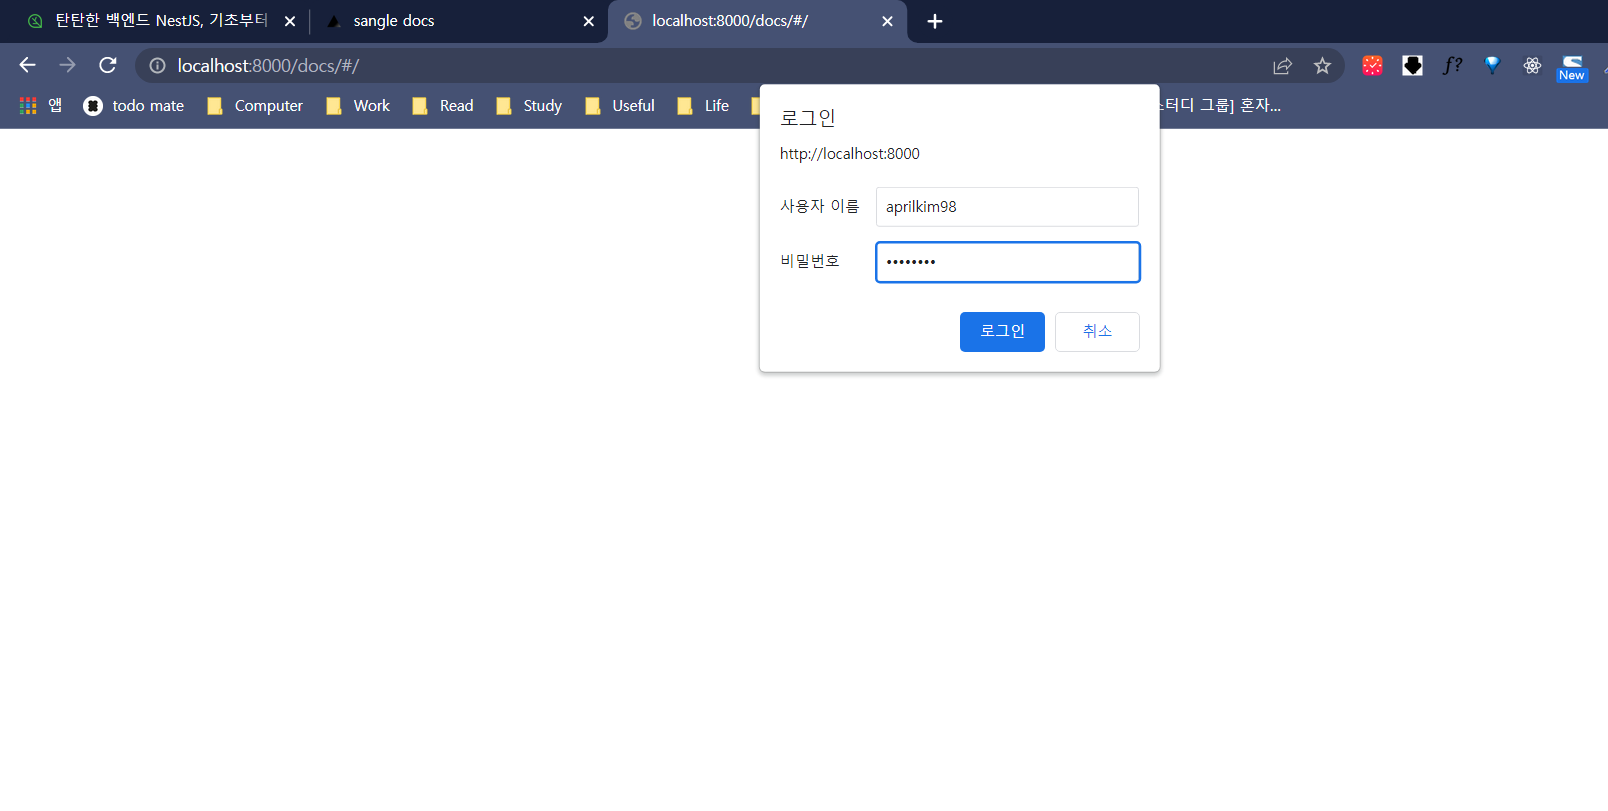 탄탄한 백엔드 NestJS, 기초부터
sangle docs
localhost:8000/docs/#/
localhost:8000/docs/#/
f?
New
앱
todo mate
Computer
Work
Read
Study
Useful
Life
스터디 그룹] 혼자...
로그인
http://localhost:8000
사용자 이름
aprilkim98
비밀번호
••••••••
로그인
취소